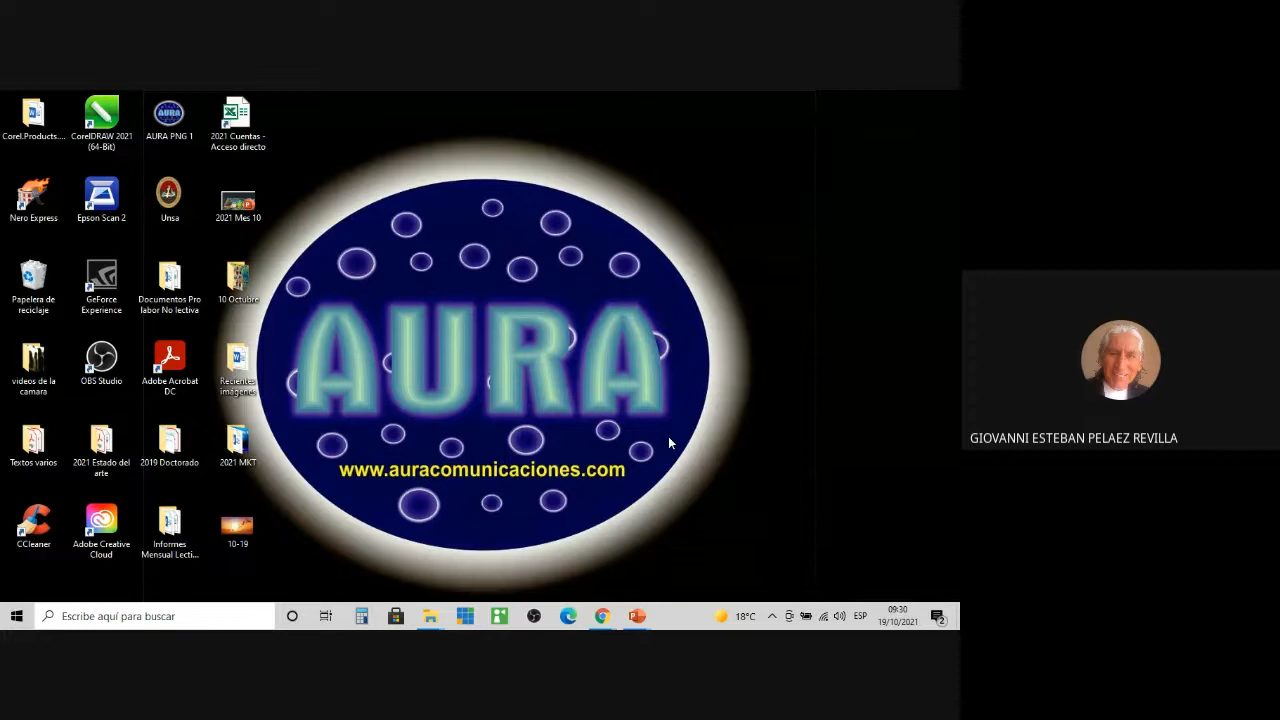 Corel.Products....
CorelDRAW 2021
(64-Bit)
AURA
AURA PNG 1
2021 Cuentas -
Acceso directo
Nero Express
Epson Scan 2
Unsa
2021 Mes 10
Papelera de
reciclaje
GeForce
Experience
Documentos Pro
labor No lectiva
10 Octubre
videos de la
camara
OBS Studio
Adobe Acrobat
DC
Recientes
imágenes
Textos varios
2021 Estado del
arte
2019 Doctorado
2021 MKT
CCleaner
Adobe Creative
Cloud
Informes
Mensual Lecti...
10-19
AURA
www.auracomunicaciones.com
GIOVANNI ESTEBAN PELAEZ REVILLA
Escribe aquí para buscar
18°C
ESP
09:30
19/10/2021
2